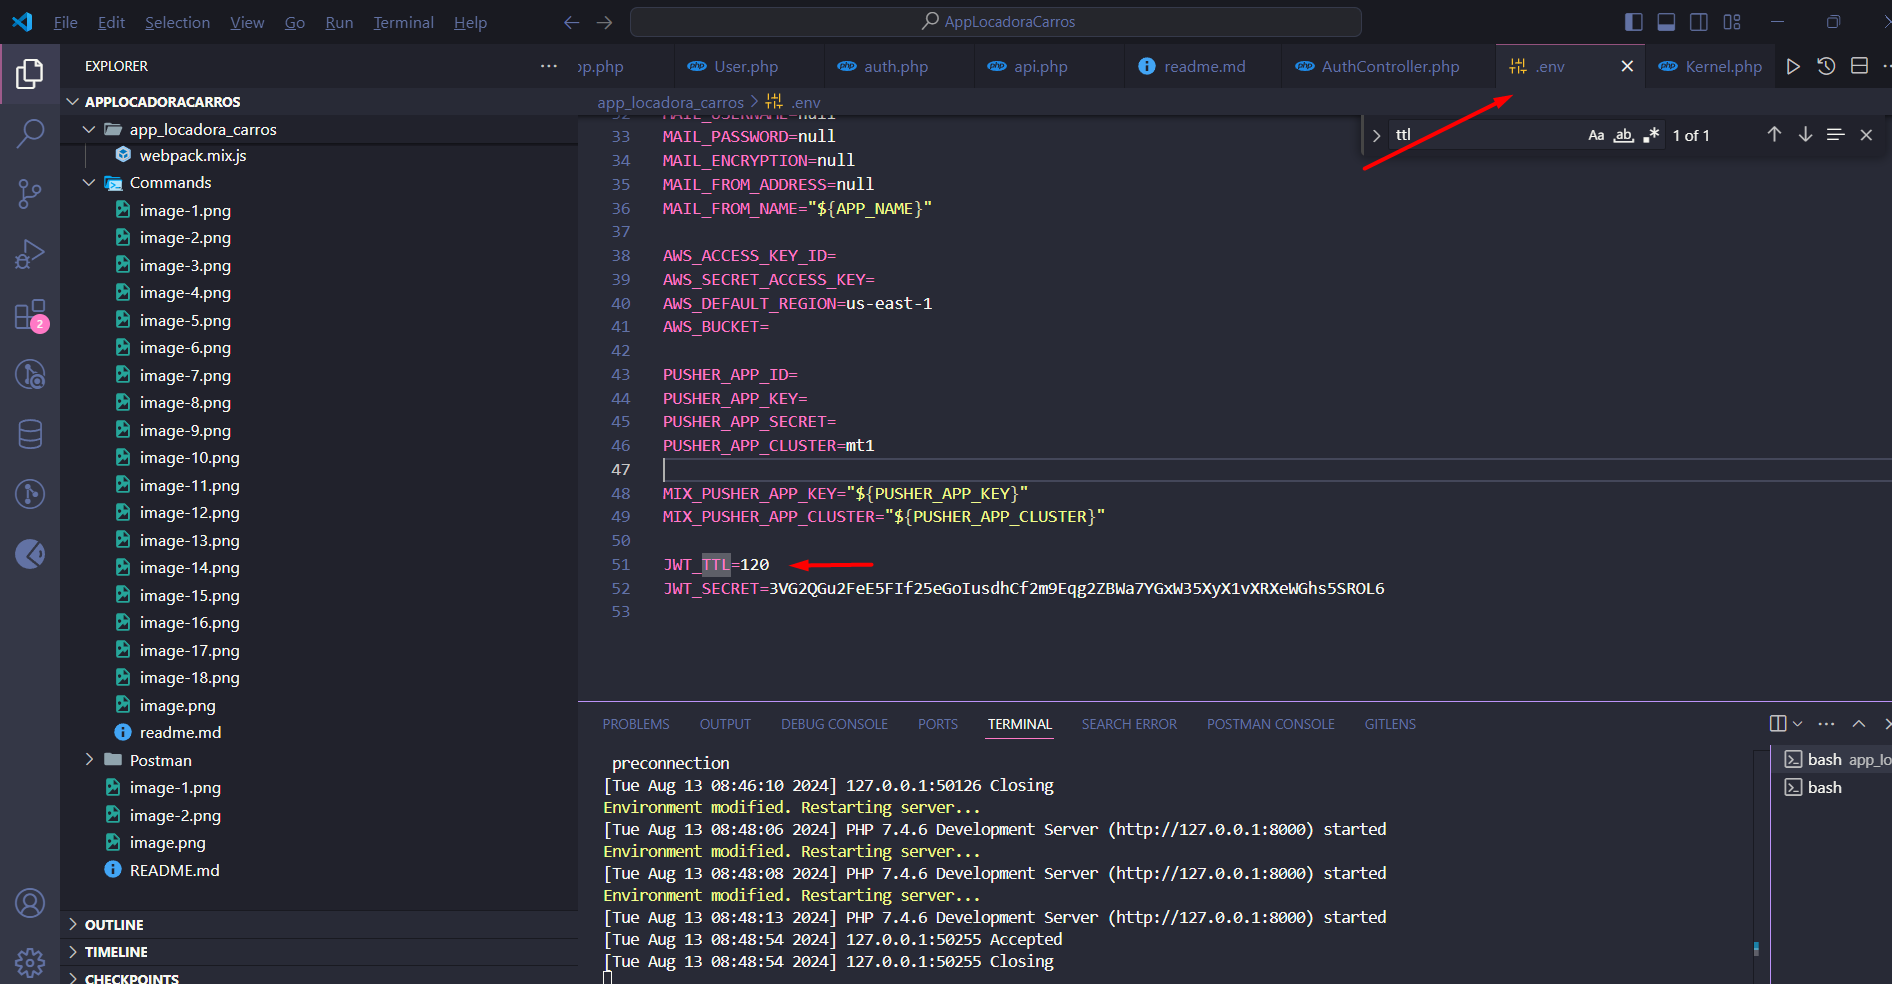 File Edit Selection View Go Run Terminal Help
AppLocadoraCarros
EXPLORER
APPLOCADORACARROS
app_locadora_carros
webpack.mix.js
Commands
image-1.png
image-2.png
image-3.png
image-4.png
image-5.png
image-6.png
image-7.png
image-8.png
image-9.png
image-10.png
image-11.png
image-12.png
image-13.png
image-14.png
image-15.png
image-16.png
image-17.png
image-18.png
image.png
readme.md
Postman
image-1.png
image-2.png
image.png
README.md
OUTLINE
TIMELINE
CHECKPOINTS
2
pp.php User.php auth.php api.php readme.md AuthController.php .env Kernel.php
app_locadora_carros > .env
ttl Aa ab 1 of 1
32 MAIL_USERNAME=null
33 MAIL_PASSWORD=null
34 MAIL_ENCRYPTION=null
35 MAIL_FROM_ADDRESS=null
36 MAIL_FROM_NAME="${APP_NAME}"
37
38 AWS_ACCESS_KEY_ID=
39 AWS_SECRET_ACCESS_KEY=
40 AWS_DEFAULT_REGION=us-east-1
41 AWS_BUCKET=
42
43 PUSHER_APP_ID=
44 PUSHER_APP_KEY=
45 PUSHER_APP_SECRET=
46 PUSHER_APP_CLUSTER=mt1
47
48 MIX_PUSHER_APP_KEY="${PUSHER_APP_KEY}"
49 MIX_PUSHER_APP_CLUSTER="${PUSHER_APP_CLUSTER}"
50
51 JWT_TTL=120
52 JWT_SECRET=3VG2QGu2FeE5FIf25eGoIusdhCf2m9Eqg2ZBWa7YGxW35XyX1vXRXeWGhs5SROL6
53
PROBLEMS OUTPUT DEBUG CONSOLE PORTS TERMINAL SEARCH ERROR POSTMAN CONSOLE GITLENS
preconnection
[Tue Aug 13 08:46:10 2024] 127.0.0.1:50126 Closing
Environment modified. Restarting server...
[Tue Aug 13 08:48:06 2024] PHP 7.4.6 Development Server (http://127.0.0.1:8000) started
Environment modified. Restarting server...
[Tue Aug 13 08:48:08 2024] PHP 7.4.6 Development Server (http://127.0.0.1:8000) started
Environment modified. Restarting server...
[Tue Aug 13 08:48:13 2024] PHP 7.4.6 Development Server (http://127.0.0.1:8000) started
[Tue Aug 13 08:48:54 2024] 127.0.0.1:50255 Accepted
[Tue Aug 13 08:48:54 2024] 127.0.0.1:50255 Closing
bash app_lo
bash